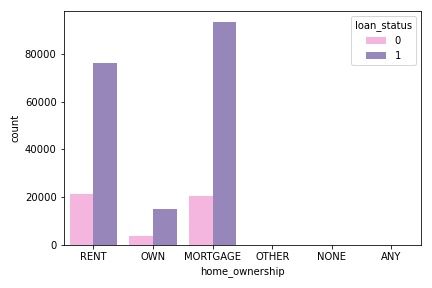 loan_status
0
1
80000
60000
40000
20000
0
count
RENT OWN MORTGAGE OTHER NONE ANY
home_ownership